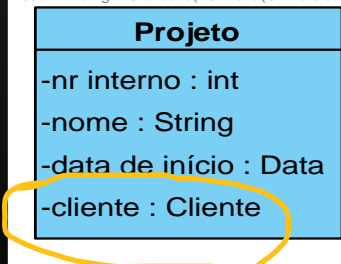 Projeto
-nr interno : int
-nome : String
-data de início : Data
-cliente : Cliente